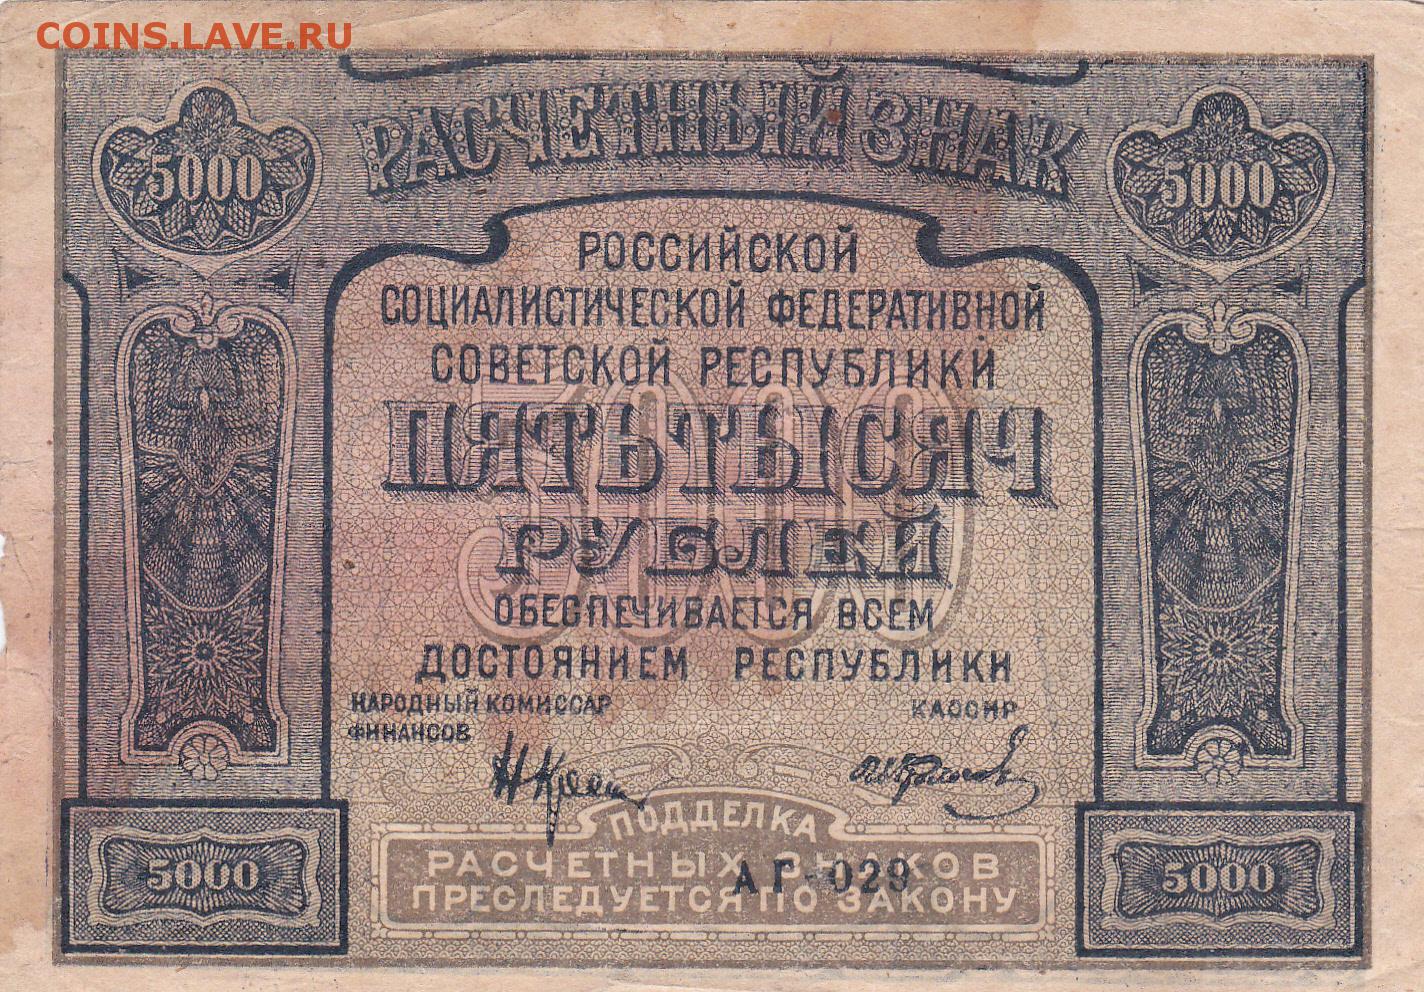 COINS.LAVE.RU
РАСЧЕТНЫЙ ЗНАК
5000
5000
РОССИЙСКОЙ
СОЦИАЛИСТИЧЕСКОЙ ФЕДЕРАТИВНОЙ
СОВЕТСКОЙ РЕСПУБЛИКИ
5000
ПЯТЬТЫСЯЧ
РУБЛЕЙ
ОБЕСПЕЧИВАЕТСЯ ВСЕМ
ДОСТОЯНИЕМ РЕСПУБЛИКИ
НАРОДНЫЙ КОМИССАР
ФИНАНСОВ
КАССИР
ПОДДЕЛКА
РАСЧЕТНЫХ ЗНАКОВ
ПРЕСЛЕДУЕТСЯ ПО ЗАКОНУ
АГ-029
5000
5000